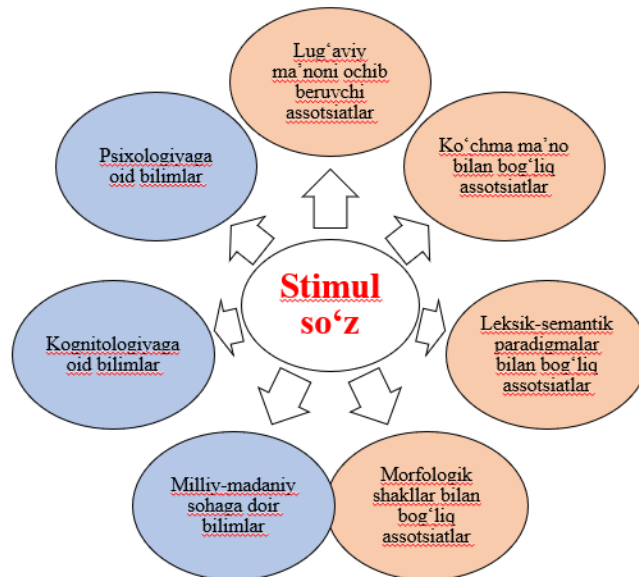 Lug‘aviy
ma’noni ochib
beruvchi
assotsiatlar
Ko‘chma ma’no
bilan bog‘liq
assotsiatlar
Psixologiyaga
oid bilimlar
Stimul
so‘z
Leksik-semantik
paradigmalar
bilan bog‘liq
assotsiatlar
Kognitologiyaga
oid bilimlar
Milliy-madaniy
sohaga doir
bilimlar
Morfologik
shakllar bilan
bog‘liq
assotsiatlar